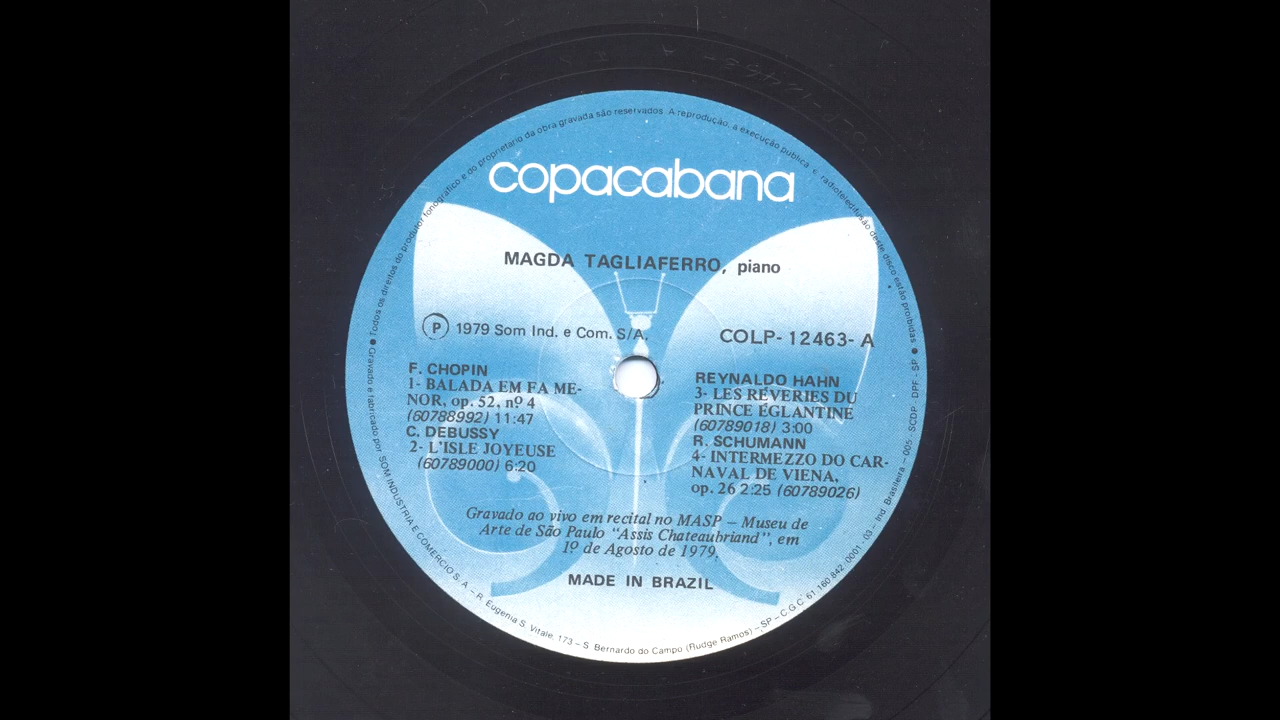 Todos os direitos do produtor fonográfico e do proprietario da obra gravada são reservados. A reprodução, a execução pública e radioteledifusão deste disco estão proibidas
copacabana
MAGDA TAGLIAFERRO, piano
Ⓟ 1979 Som Ind. e Com. S/A.
COLP-12463-A
F. CHOPIN
1- BALADA EM FA ME-
NOR, op. 52, nº 4
(60788992) 11:47
C. DEBUSSY
2- L'ISLE JOYEUSE
(60789000) 6:20
REYNALDO HAHN
3- LES RÉVERIES DU
PRINCE ÉGLANTINE
(60789018) 3:00
R. SCHUMANN
4- INTERMEZZO DO CAR-
NAVAL DE VIENA,
op. 26 2:25 (60789026)
Gravado ao vivo em recital no MASP — Museu de
Arte de São Paulo "Assis Chateaubriand", em
1º de Agosto de 1979.
MADE IN BRAZIL
Gravado e fabricado por SOM INDUSTRIA E COMERCIO S. A. – R. Eugenia S. Vitale, 173 – S. Bernardo do Campo (Rudge Ramos) – SP – C.G.C. 61.160.842.0001-03 – Ind. Brasileira – 005 - SCDP - DPF - SP